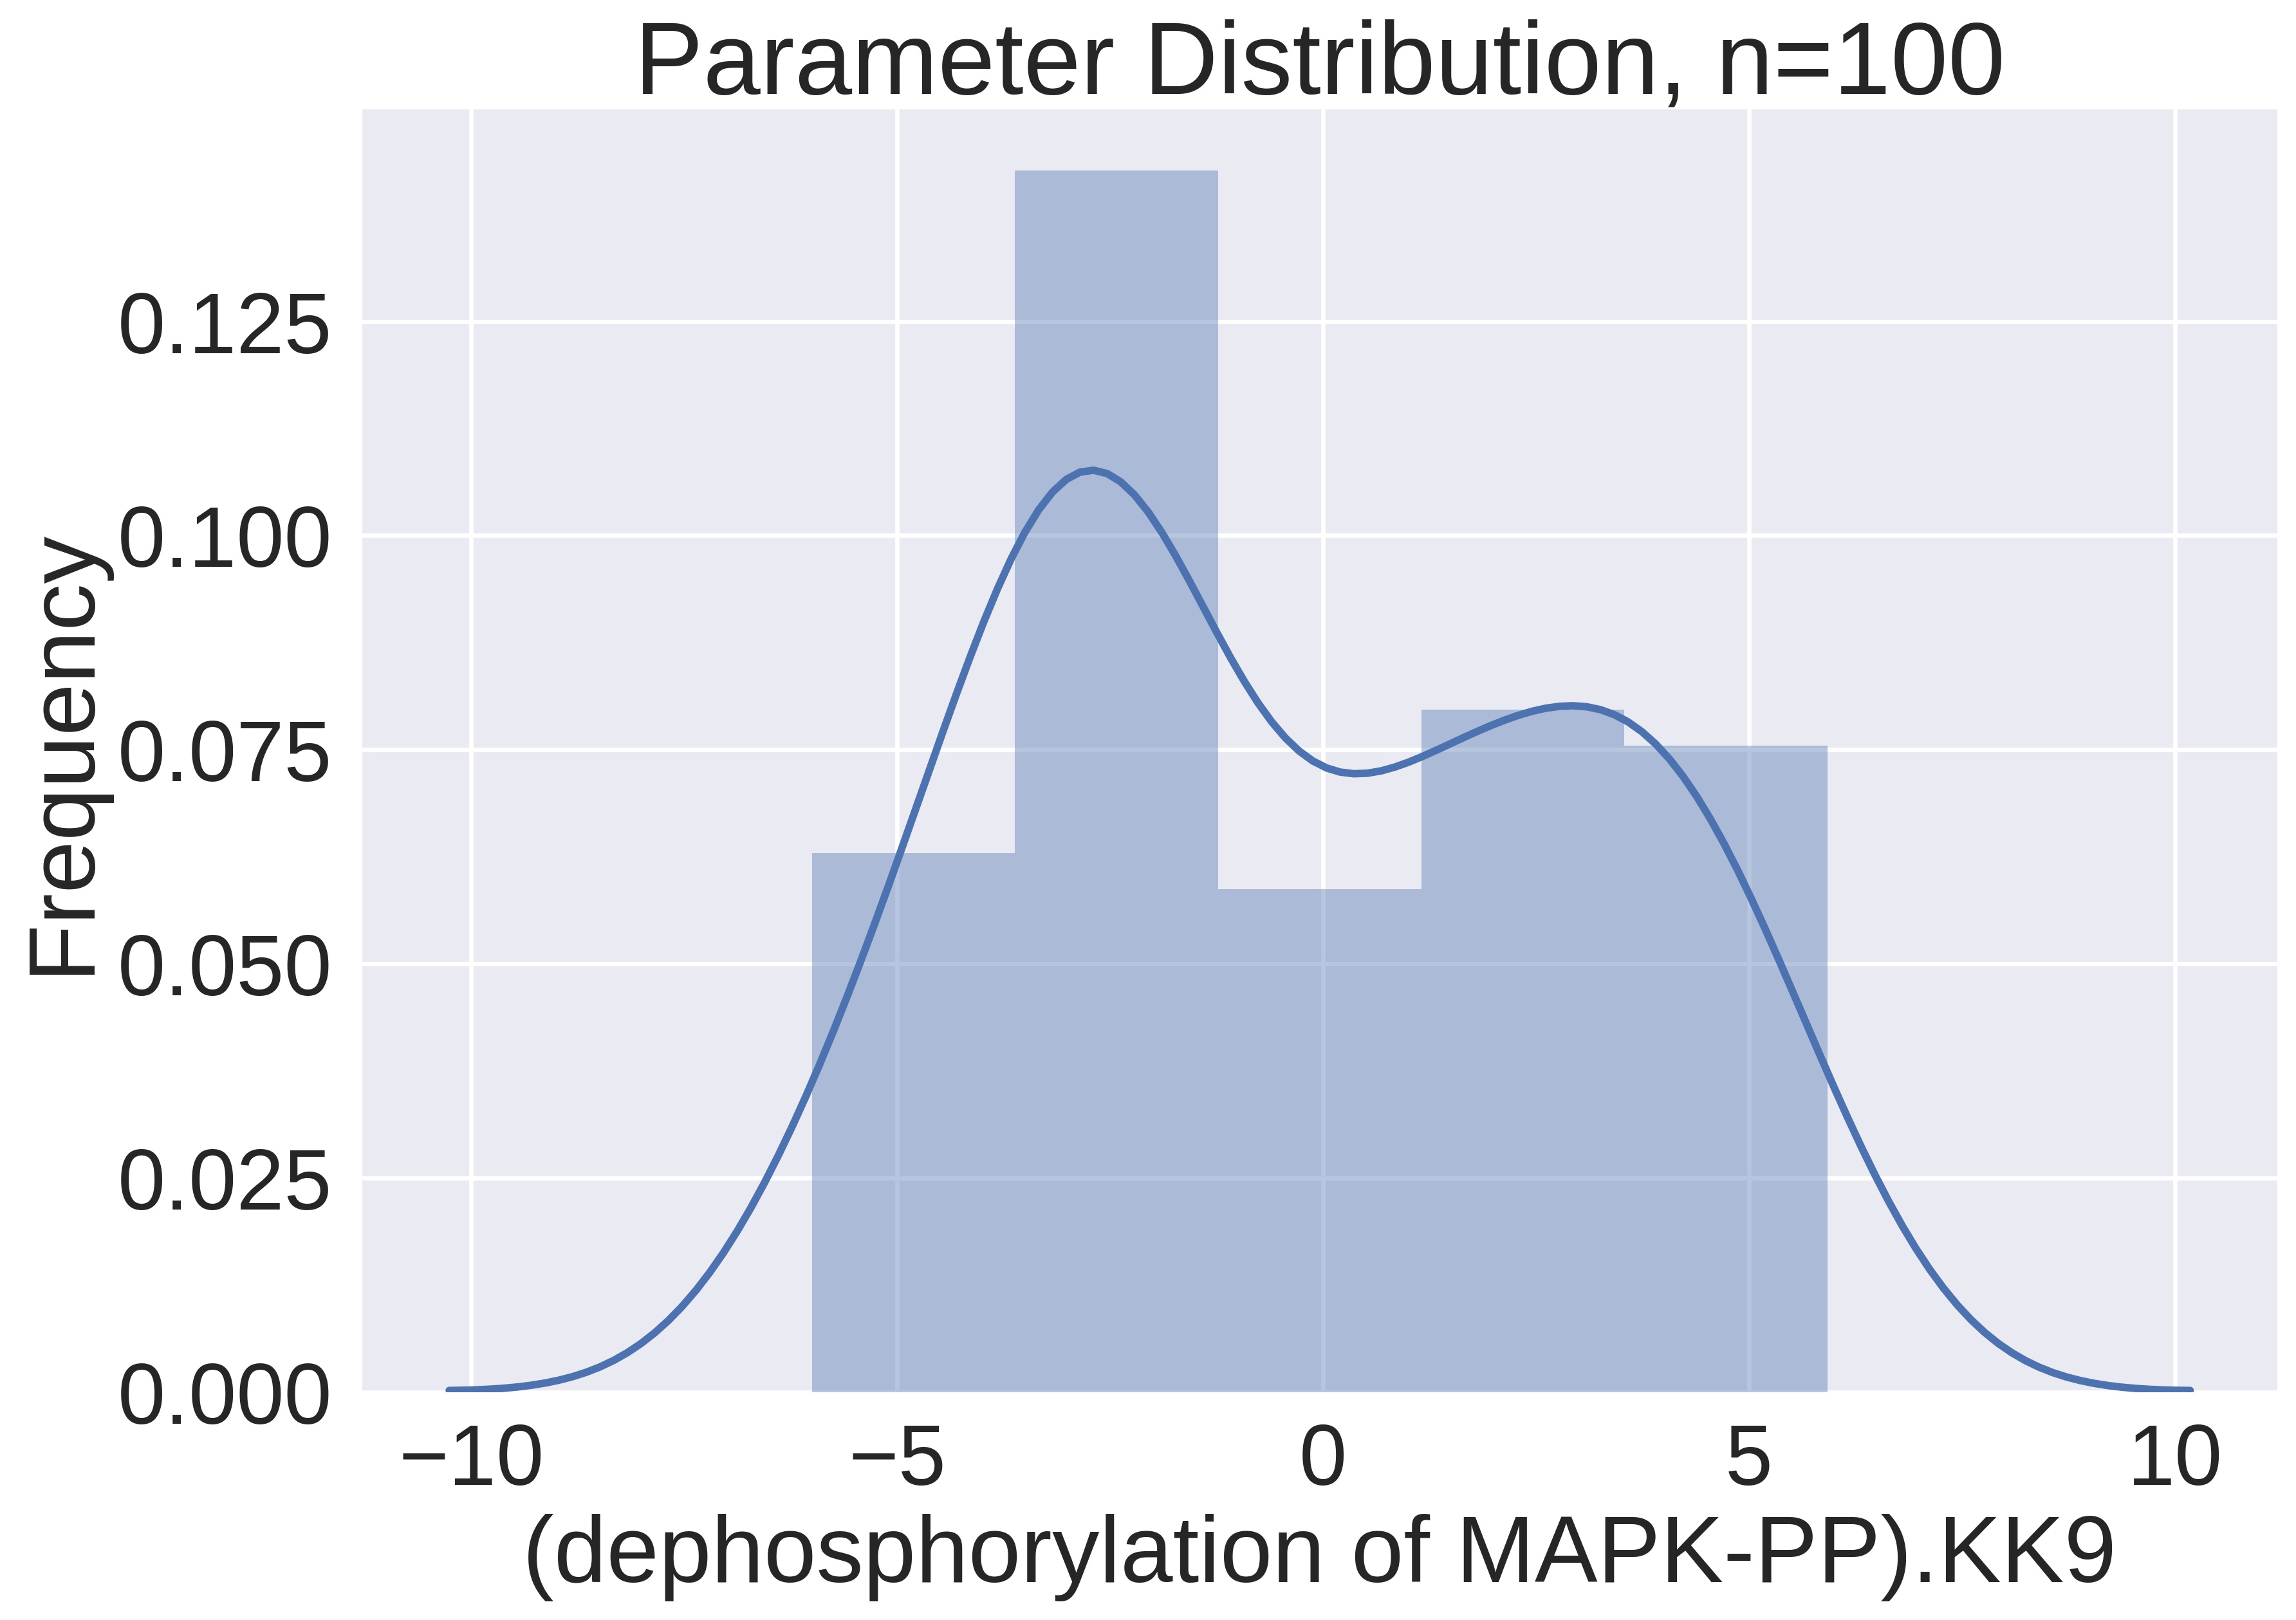 Parameter Distribution, n=100
Frequency
0.125
0.100
0.075
0.050
0.025
0.000
−10 −5 0 5 10
(dephosphorylation of MAPK-PP).KK9